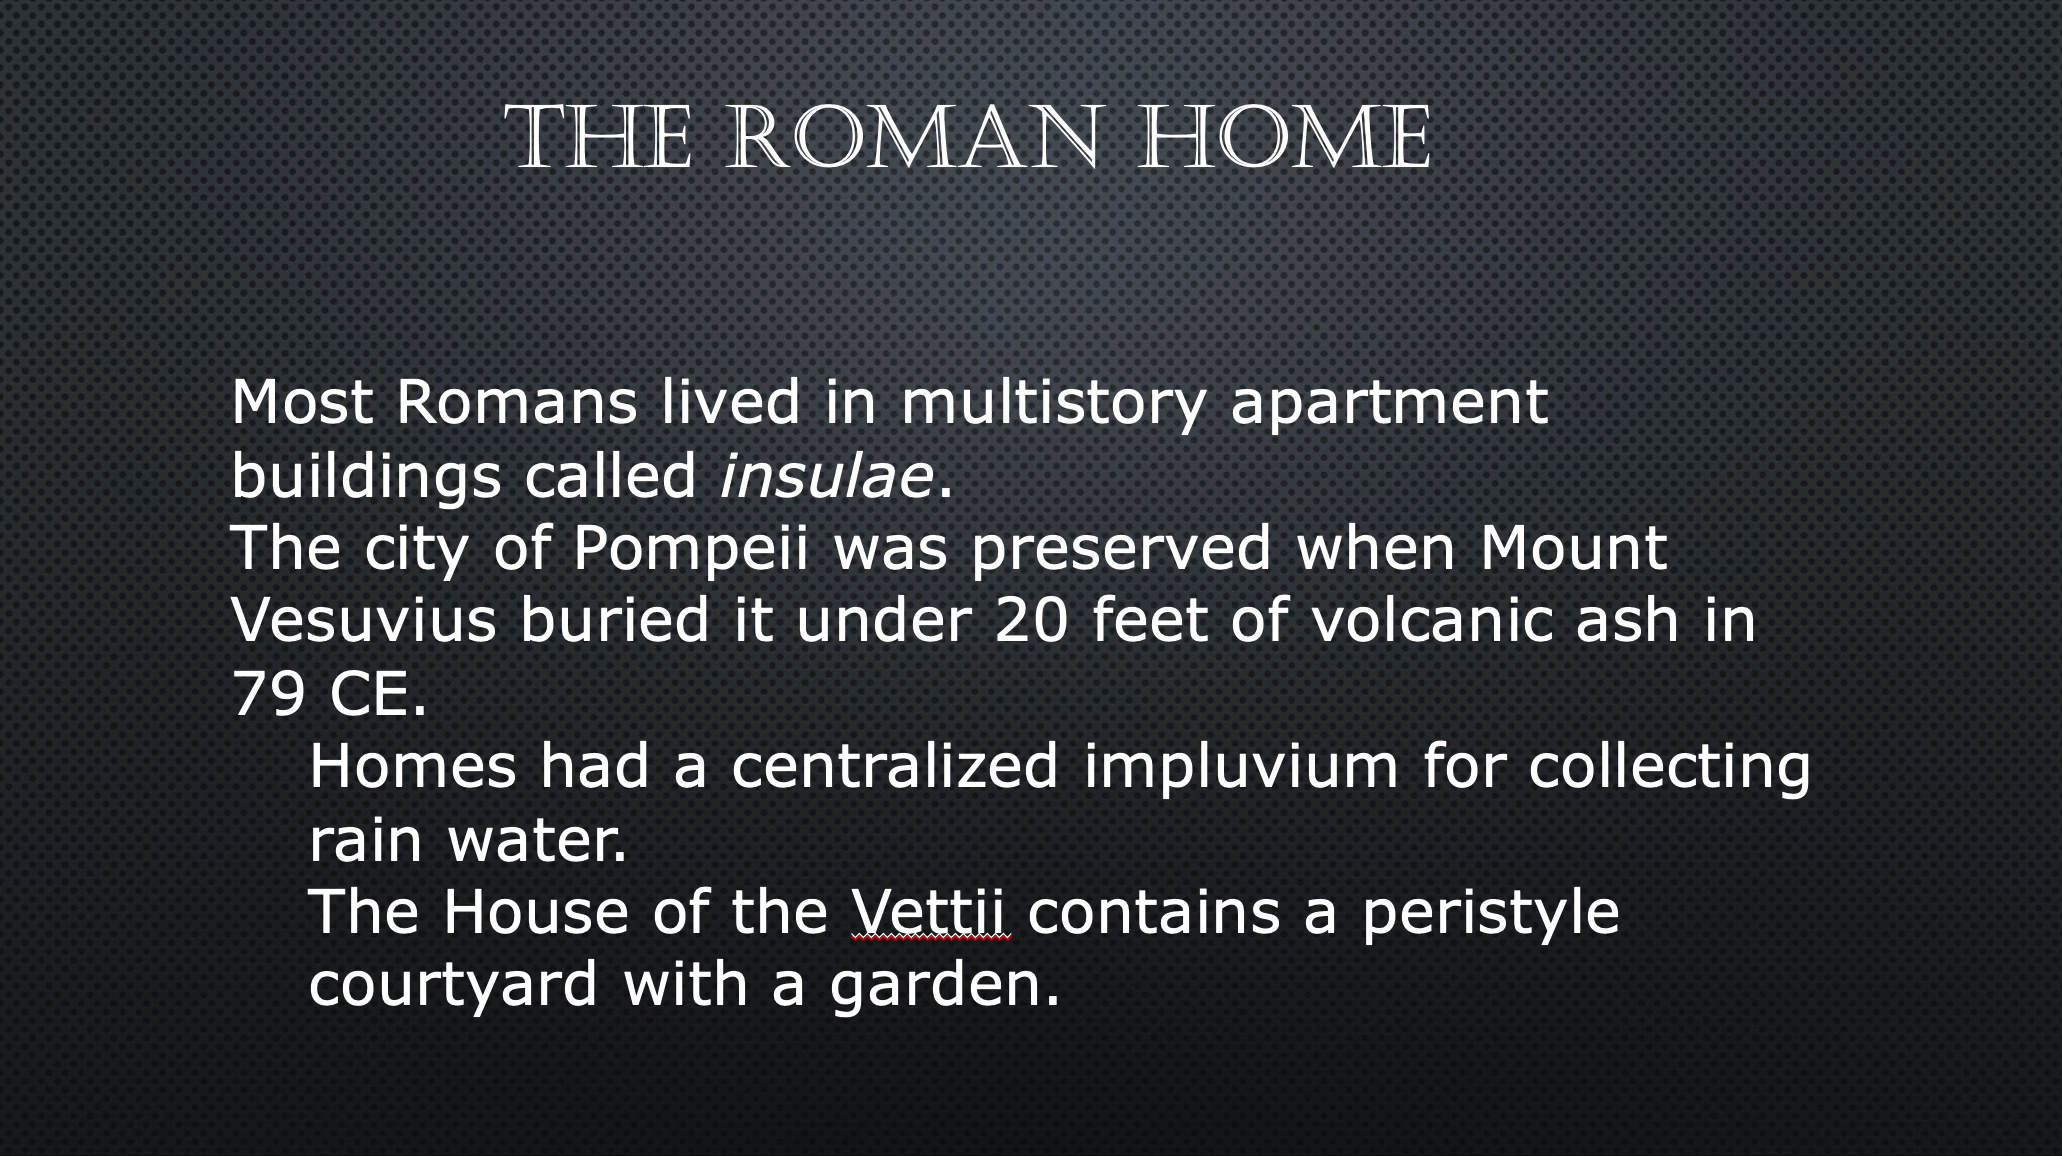 THE ROMAN HOME
Most Romans lived in multistory apartment
buildings called insulae.
The city of Pompeii was preserved when Mount
Vesuvius buried it under 20 feet of volcanic ash in
79 CE.
Homes had a centralized impluvium for collecting
rain water.
The House of the Vettii contains a peristyle
courtyard with a garden.